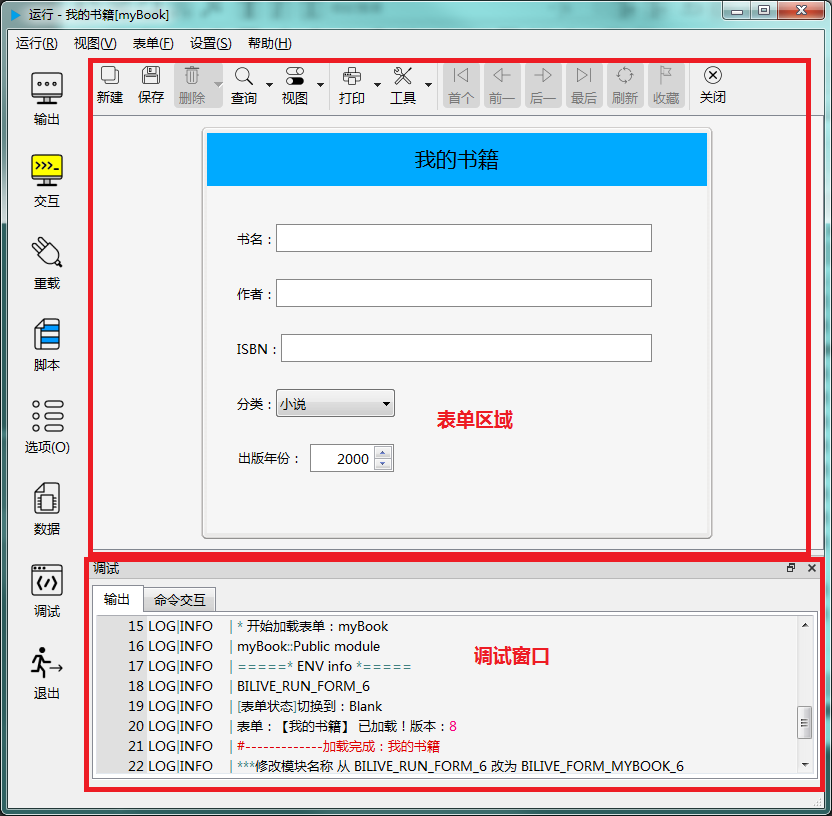 运行 - 我的书籍[myBook]
运行(R) 视图(V) 表单(F) 设置(S) 帮助(H)
输出
交互
重载
脚本
选项(O)
数据
调试
退出
新建 保存 删除 查询 视图 打印 工具 首个 前一 后一 最后 刷新 收藏 关闭
我的书籍
书名：
作者：
ISBN：
分类： 小说
表单区域
出版年份： 2000
调试
输出 命令交互
15 LOG|INFO | * 开始加载表单：myBook
16 LOG|INFO | myBook::Public module
17 LOG|INFO | =====* ENV info *=====
18 LOG|INFO | BILIVE_RUN_FORM_6
19 LOG|INFO | [表单状态]切换到：Blank
20 LOG|INFO | 表单：【我的书籍】 已加载！版本：8
21 LOG|INFO | #-------------加载完成：我的书籍
22 LOG|INFO | ***修改模块名称 从 BILIVE_RUN_FORM_6 改为 BILIVE_FORM_MYBOOK_6
调试窗口